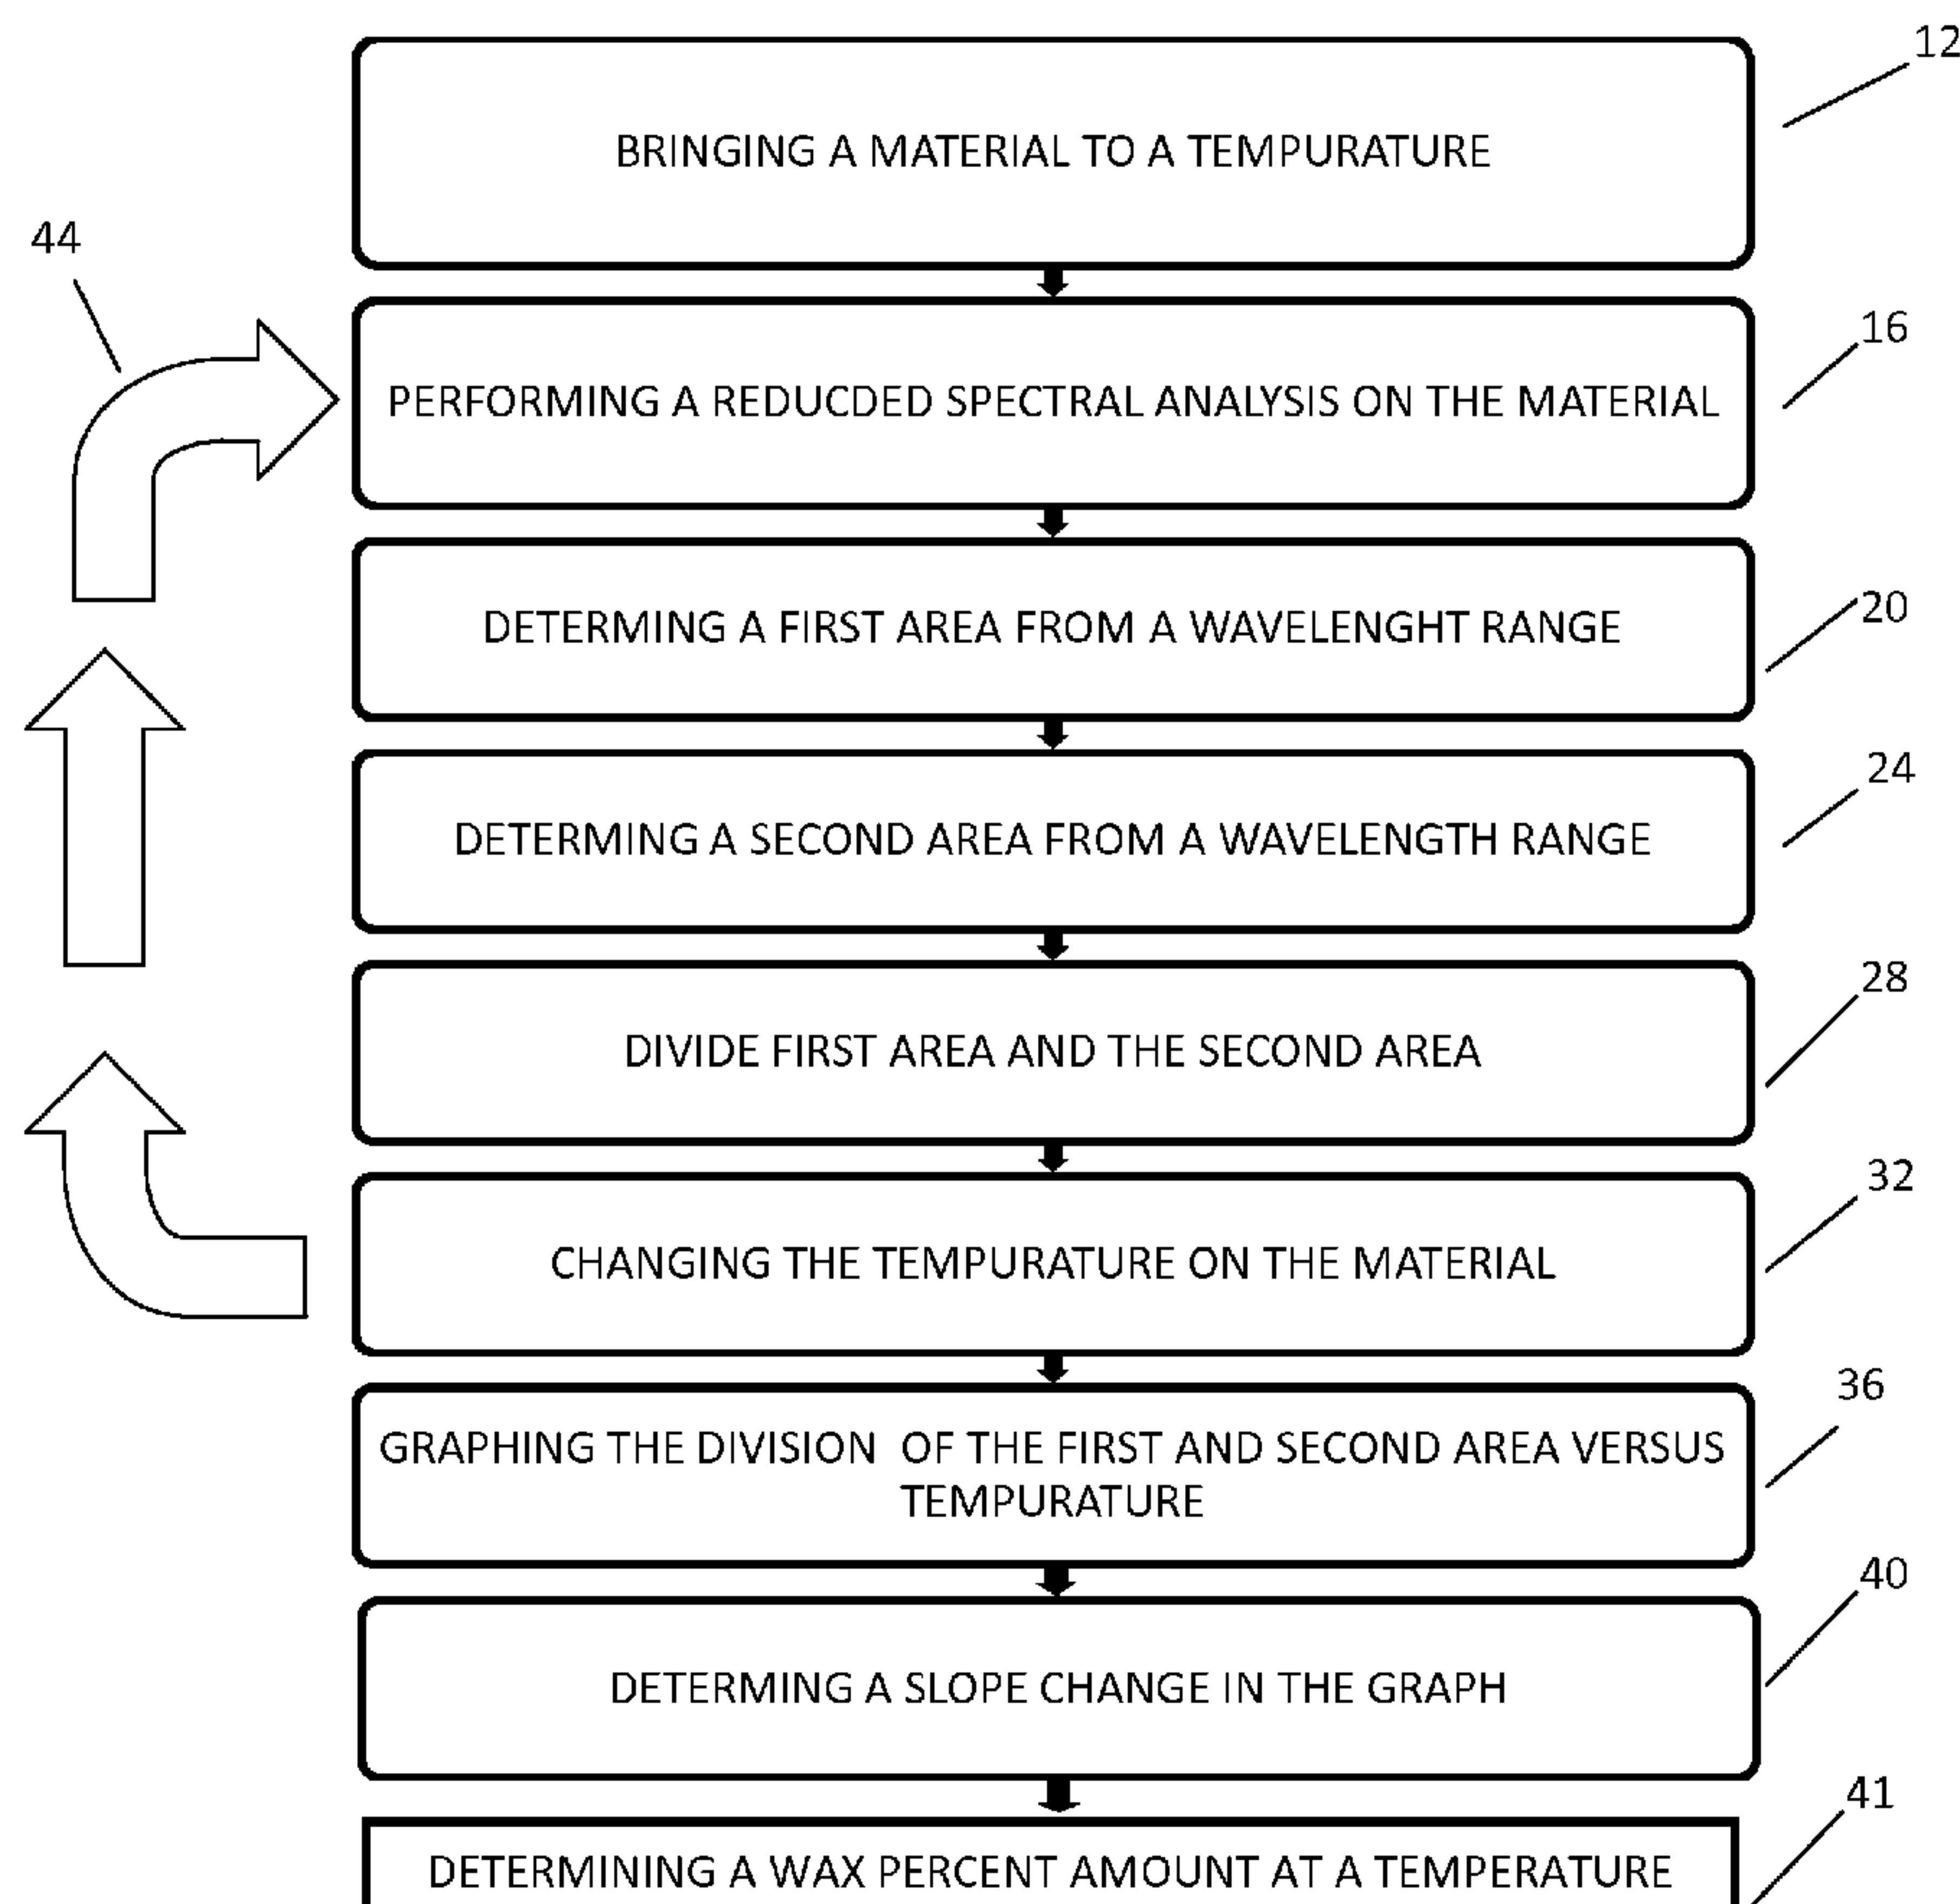 12
BRINGING A MATERIAL TO A TEMPURATURE
44
16
PERFORMING A REDUCDED SPECTRAL ANALYSIS ON THE MATERIAL
20
DETERMING A FIRST AREA FROM A WAVELENGHT RANGE
24
DETERMING A SECOND AREA FROM A WAVELENGTH RANGE
28
DIVIDE FIRST AREA AND THE SECOND AREA
32
CHANGING THE TEMPURATURE ON THE MATERIAL
36
GRAPHING THE DIVISION OF THE FIRST AND SECOND AREA VERSUS
TEMPURATURE
40
DETERMING A SLOPE CHANGE IN THE GRAPH
41
DETERMINING A WAX PERCENT AMOUNT AT A TEMPERATURE